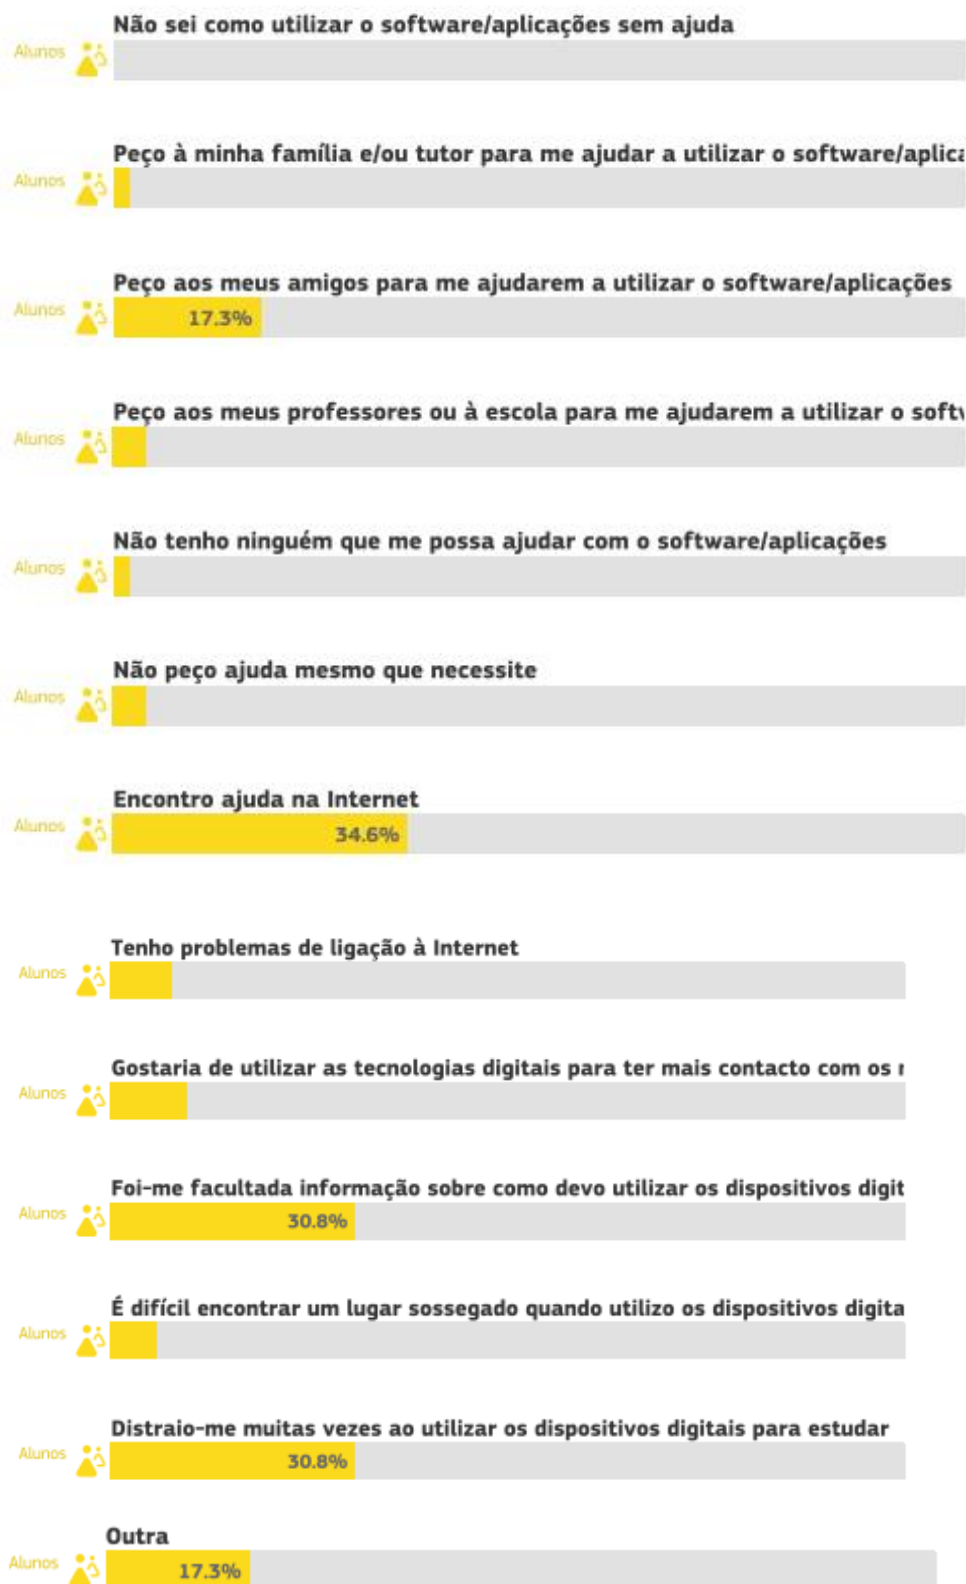 Não sei como utilizar o software/aplicações sem ajuda
Alunos
Peço à minha família e/ou tutor para me ajudar a utilizar o software/aplica
Alunos
Peço aos meus amigos para me ajudarem a utilizar o software/aplicações
Alunos
17.3%
Peço aos meus professores ou à escola para me ajudarem a utilizar o soft
Alunos
Não tenho ninguém que me possa ajudar com o software/aplicações
Alunos
Não peço ajuda mesmo que necessite
Alunos
Encontro ajuda na Internet
Alunos
34.6%
Tenho problemas de ligação à Internet
Alunos
Gostaria de utilizar as tecnologias digitais para ter mais contacto com os
Alunos
Foi-me facultada informação sobre como devo utilizar os dispositivos digit
Alunos
30.8%
É difícil encontrar um lugar sossegado quando utilizo os dispositivos digita
Alunos
Distraio-me muitas vezes ao utilizar os dispositivos digitais para estudar
Alunos
30.8%
Outra
Alunos
17.3%